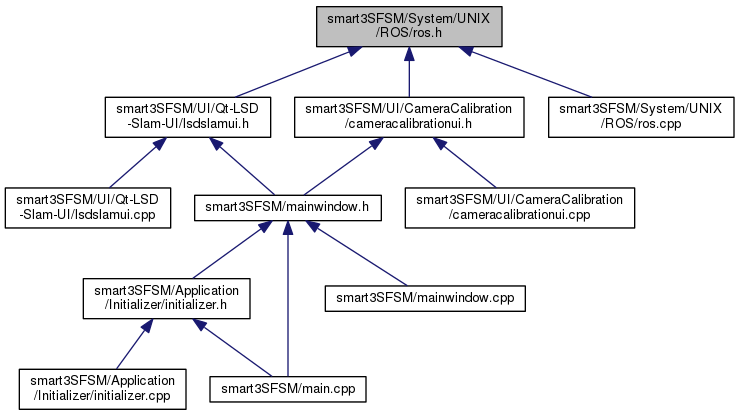 smart3SFSM/System/UNIX
/ROS/ros.h
smart3SFSM/UI/Qt-LSD
-Slam-UI/lsdslamui.h
smart3SFSM/UI/CameraCalibration
/cameracalibrationui.h
smart3SFSM/System/UNIX
/ROS/ros.cpp
smart3SFSM/UI/Qt-LSD
-Slam-UI/lsdslamui.cpp
smart3SFSM/mainwindow.h
smart3SFSM/UI/CameraCalibration
/cameracalibrationui.cpp
smart3SFSM/Application
/Initializer/initializer.h
smart3SFSM/mainwindow.cpp
smart3SFSM/Application
/Initializer/initializer.cpp
smart3SFSM/main.cpp